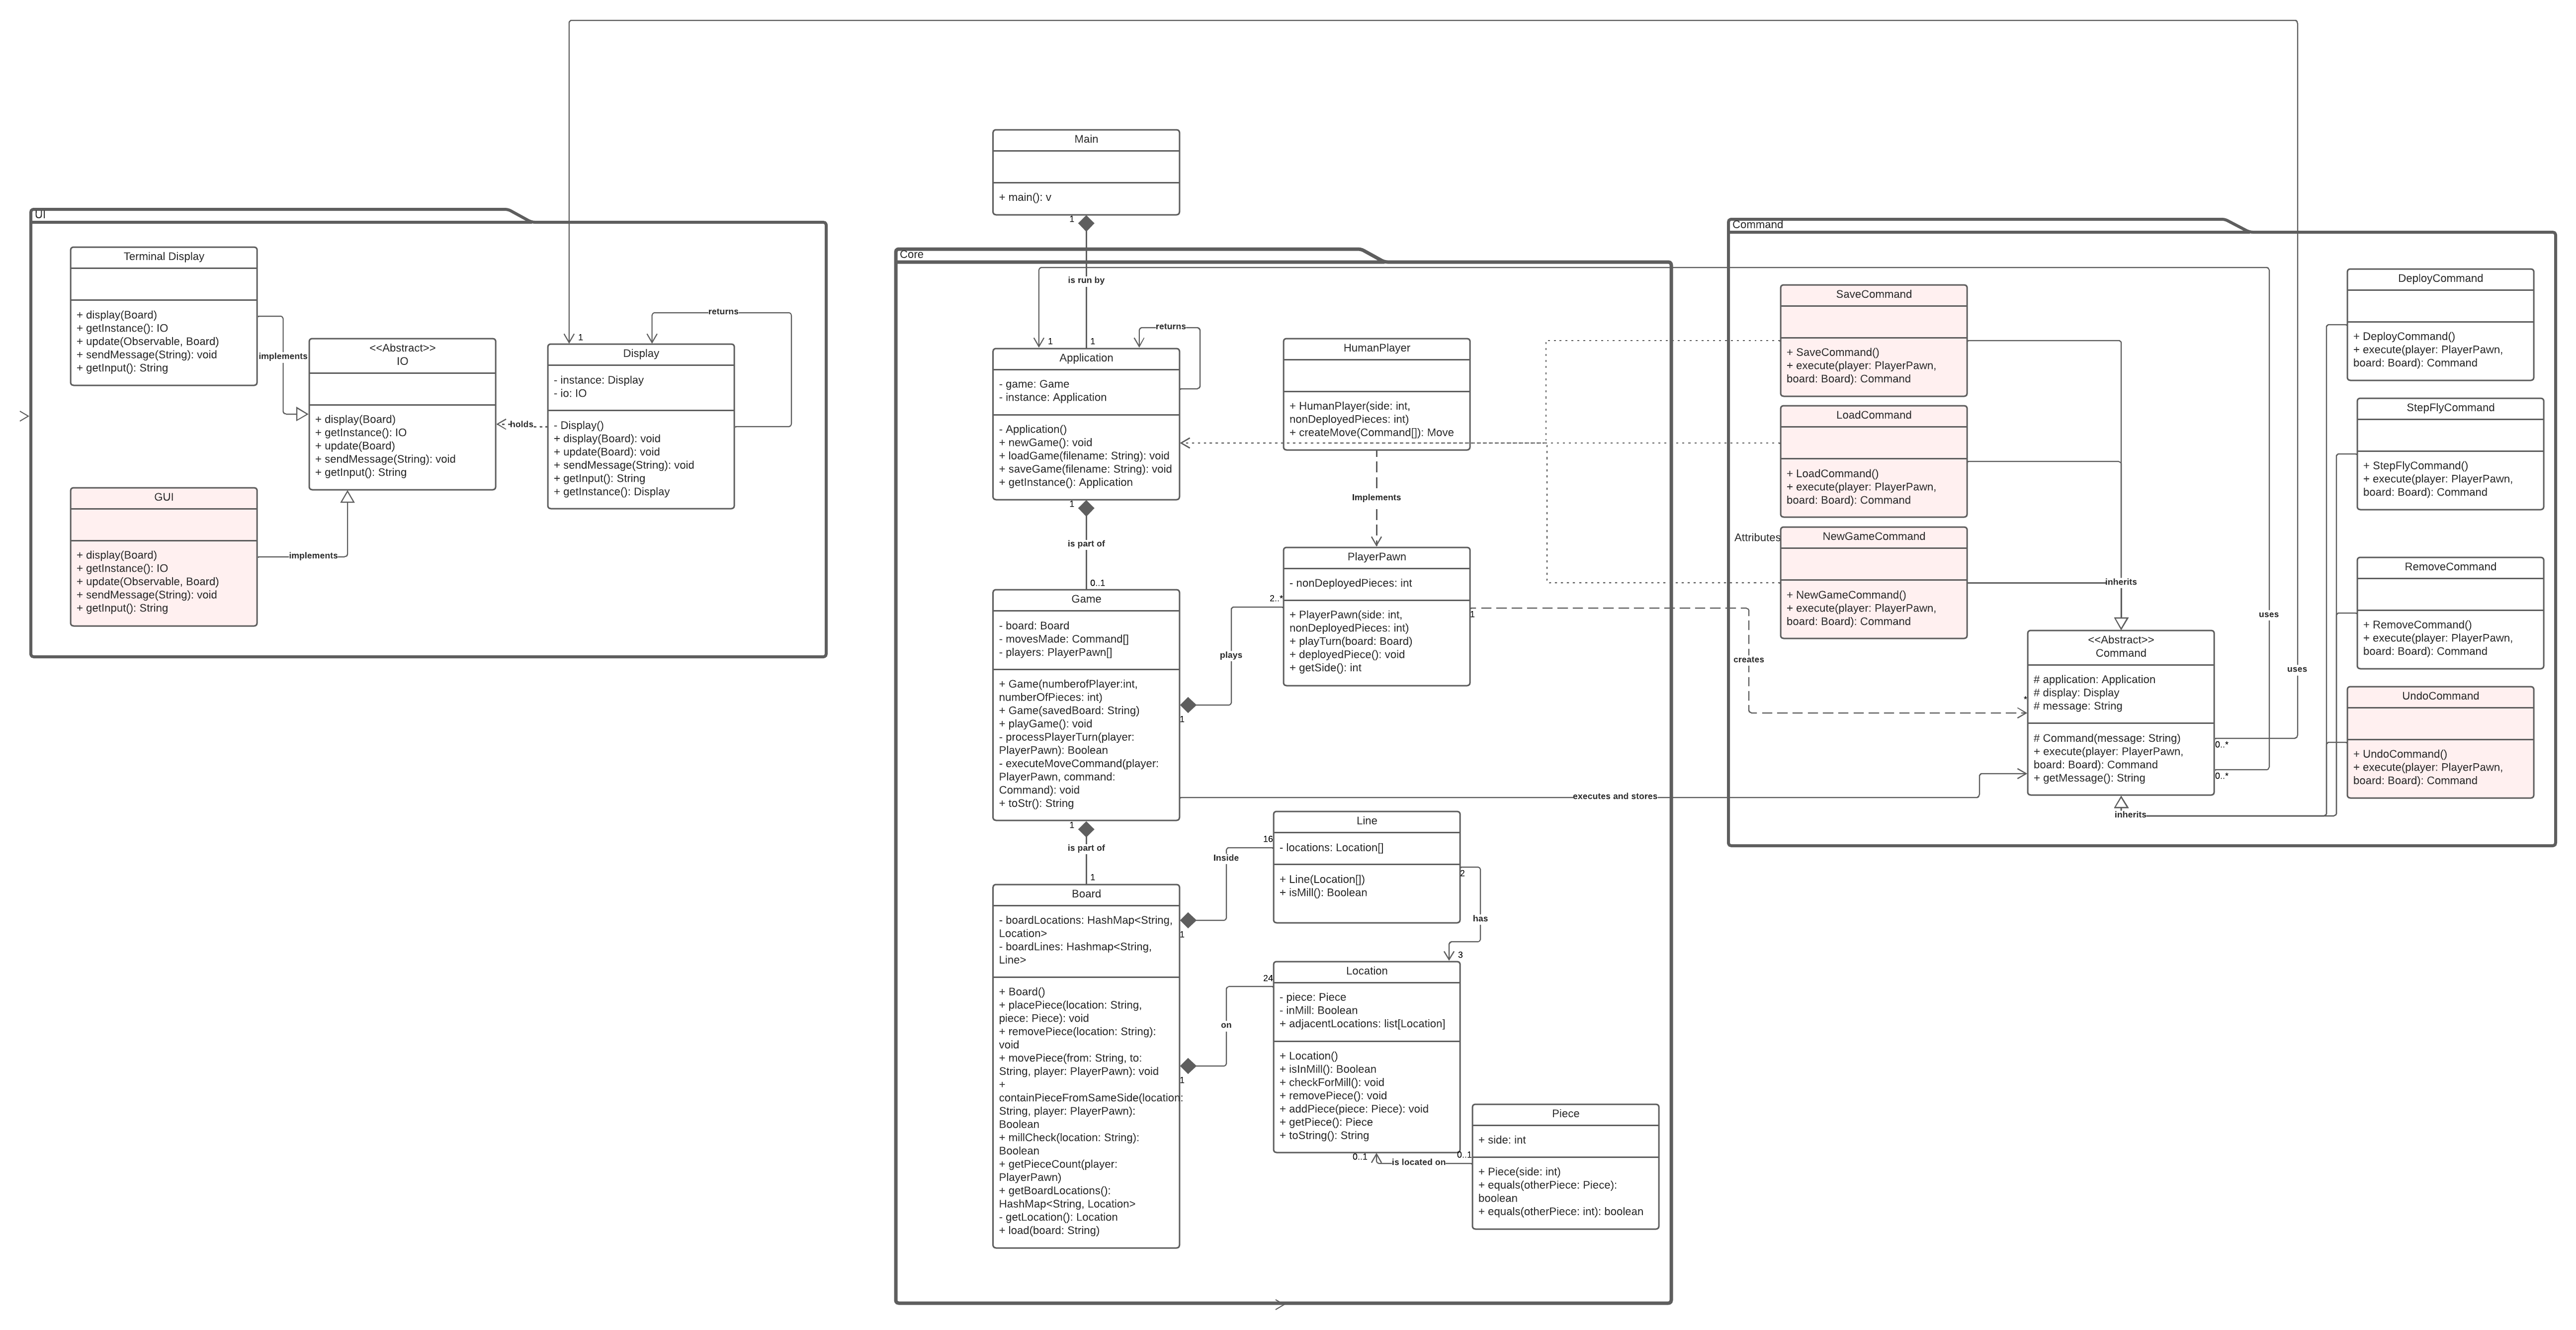 Main
+ main(): v
1
is run by
1
UI
Terminal Display
+ display(Board)
+ getInstance(): IO
+ update(Observable, Board)
+ sendMessage(String): void
+ getInput(): String
implements
<<Abstract>>
IO
+ display(Board)
+ getInstance(): IO
+ update(Board)
+ sendMessage(String): void
+ getInput(): String
GUI
+ display(Board)
+ getInstance(): IO
+ update(Observable, Board)
+ sendMessage(String): void
+ getInput(): String
implements
holds
1
returns
Display
- instance: Display
- io: IO
- Display()
+ display(Board): void
+ update(Board): void
+ sendMessage(String): void
+ getInput(): String
+ getInstance(): Display
Core
1
returns
Application
- game: Game
- instance: Application
- Application()
+ newGame(): void
+ loadGame(filename: String): void
+ saveGame(filename: String): void
+ getInstance(): Application
1
is part of
0..1
HumanPlayer
+ HumanPlayer(side: int,
nonDeployedPieces: int)
+ createMove(Command[]): Move
Implements
PlayerPawn
- nonDeployedPieces: int
+ PlayerPawn(side: int,
nonDeployedPieces: int)
+ playTurn(board: Board)
+ deployedPiece(): void
+ getSide(): int
2..*
plays
1
1
creates
*
Game
- board: Board
- movesMade: Command[]
- players: PlayerPawn[]
+ Game(numberofPlayer:int,
numberOfPieces: int)
+ Game(savedBoard: String)
+ playGame(): void
- processPlayerTurn(player:
PlayerPawn): Boolean
- executeMoveCommand(player:
PlayerPawn, command:
Command): void
+ toStr(): String
executes and stores
1
is part of
1
Board
- boardLocations: HashMap<String,
Location>
- boardLines: Hashmap<String,
Line>
+ Board()
+ placePiece(location: String,
piece: Piece): void
+ removePiece(location: String):
void
+ movePiece(from: String, to:
String, player: PlayerPawn): void
+
containPieceFromSameSide(location:
String, player: PlayerPawn):
Boolean
+ millCheck(location: String):
Boolean
+ getPieceCount(player:
PlayerPawn)
+ getBoardLocations():
HashMap<String, Location>
- getLocation(): Location
+ load(board: String)
16
Inside
1
Line
- locations: Location[]
+ Line(Location[])
+ isMill(): Boolean
2
has
3
24
on
1
Location
- piece: Piece
- inMill: Boolean
+ adjacentLocations: list[Location]
+ Location()
+ isInMill(): Boolean
+ checkForMill(): void
+ removePiece(): void
+ addPiece(piece: Piece): void
+ getPiece(): Piece
+ toString(): String
0..1
is located on
0..1
Piece
+ side: int
+ Piece(side: int)
+ equals(otherPiece: Piece):
boolean
+ equals(otherPiece: int): boolean
Command
SaveCommand
+ SaveCommand()
+ execute(player: PlayerPawn,
board: Board): Command
LoadCommand
+ LoadCommand()
+ execute(player: PlayerPawn,
board: Board): Command
Attributes
NewGameCommand
+ NewGameCommand()
+ execute(player: PlayerPawn,
board: Board): Command
inherits
<<Abstract>>
Command
# application: Application
# display: Display
# message: String
# Command(message: String)
+ execute(player: PlayerPawn,
board: Board): Command
+ getMessage(): String
0..*
0..*
uses
uses
inherits
DeployCommand
+ DeployCommand()
+ execute(player: PlayerPawn,
board: Board): Command
StepFlyCommand
+ StepFlyCommand()
+ execute(player: PlayerPawn,
board: Board): Command
RemoveCommand
+ RemoveCommand()
+ execute(player: PlayerPawn,
board: Board): Command
UndoCommand
+ UndoCommand()
+ execute(player: PlayerPawn,
board: Board): Command